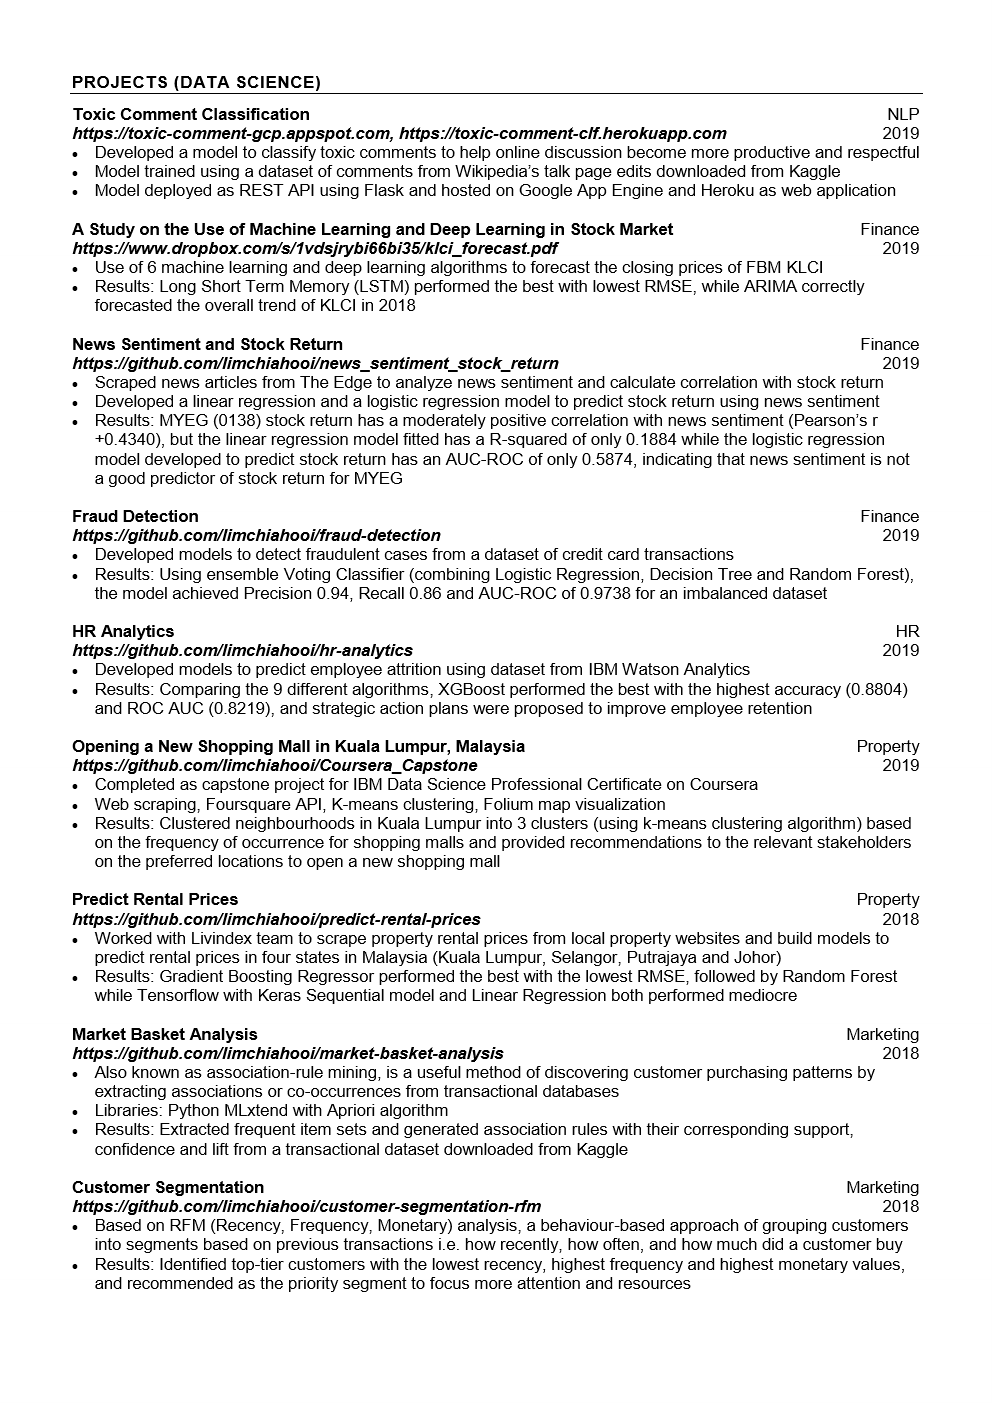 PROJECTS (DATA SCIENCE)
Toxic Comment Classification NLP
https://toxic-comment-gcp.appspot.com, https://toxic-comment-clf.herokuapp.com 2019
• Developed a model to classify toxic comments to help online discussion become more productive and respectful
• Model trained using a dataset of comments from Wikipedia's talk page edits downloaded from Kaggle
• Model deployed as REST API using Flask and hosted on Google App Engine and Heroku as web application
A Study on the Use of Machine Learning and Deep Learning in Stock Market Finance
https://www.dropbox.com/s/1vdsjrybi66bi35/klci_forecast.pdf 2019
• Use of 6 machine learning and deep learning algorithms to forecast the closing prices of FBM KLCI
• Results: Long Short Term Memory (LSTM) performed the best with lowest RMSE, while ARIMA correctly
forecasted the overall trend of KLCI in 2018
News Sentiment and Stock Return Finance
https://github.com/limchiahooi/news_sentiment_stock_return 2019
• Scraped news articles from The Edge to analyze news sentiment and calculate correlation with stock return
• Developed a linear regression and a logistic regression model to predict stock return using news sentiment
• Results: MYEG (0138) stock return has a moderately positive correlation with news sentiment (Pearson's r
+0.4340), but the linear regression model fitted has a R-squared of only 0.1884 while the logistic regression
model developed to predict stock return has an AUC-ROC of only 0.5874, indicating that news sentiment is not
a good predictor of stock return for MYEG
Fraud Detection Finance
https://github.com/limchiahooi/fraud-detection 2019
• Developed models to detect fraudulent cases from a dataset of credit card transactions
• Results: Using ensemble Voting Classifier (combining Logistic Regression, Decision Tree and Random Forest),
the model achieved Precision 0.94, Recall 0.86 and AUC-ROC of 0.9738 for an imbalanced dataset
HR Analytics HR
https://github.com/limchiahooi/hr-analytics 2019
• Developed models to predict employee attrition using dataset from IBM Watson Analytics
• Results: Comparing the 9 different algorithms, XGBoost performed the best with the highest accuracy (0.8804)
and ROC AUC (0.8219), and strategic action plans were proposed to improve employee retention
Opening a New Shopping Mall in Kuala Lumpur, Malaysia Property
https://github.com/limchiahooi/Coursera_Capstone 2019
• Completed as capstone project for IBM Data Science Professional Certificate on Coursera
• Web scraping, Foursquare API, K-means clustering, Folium map visualization
• Results: Clustered neighbourhoods in Kuala Lumpur into 3 clusters (using k-means clustering algorithm) based
on the frequency of occurrence for shopping malls and provided recommendations to the relevant stakeholders
on the preferred locations to open a new shopping mall
Predict Rental Prices Property
https://github.com/limchiahooi/predict-rental-prices 2018
• Worked with Livindex team to scrape property rental prices from local property websites and build models to
predict rental prices in four states in Malaysia (Kuala Lumpur, Selangor, Putrajaya and Johor)
• Results: Gradient Boosting Regressor performed the best with the lowest RMSE, followed by Random Forest
while Tensorflow with Keras Sequential model and Linear Regression both performed mediocre
Market Basket Analysis Marketing
https://github.com/limchiahooi/market-basket-analysis 2018
• Also known as association-rule mining, is a useful method of discovering customer purchasing patterns by
extracting associations or co-occurrences from transactional databases
• Libraries: Python MLxtend with Apriori algorithm
• Results: Extracted frequent item sets and generated association rules with their corresponding support,
confidence and lift from a transactional dataset downloaded from Kaggle
Customer Segmentation Marketing
https://github.com/limchiahooi/customer-segmentation-rfm 2018
• Based on RFM (Recency, Frequency, Monetary) analysis, a behaviour-based approach of grouping customers
into segments based on previous transactions i.e. how recently, how often, and how much did a customer buy
• Results: Identified top-tier customers with the lowest recency, highest frequency and highest monetary values,
and recommended as the priority segment to focus more attention and resources